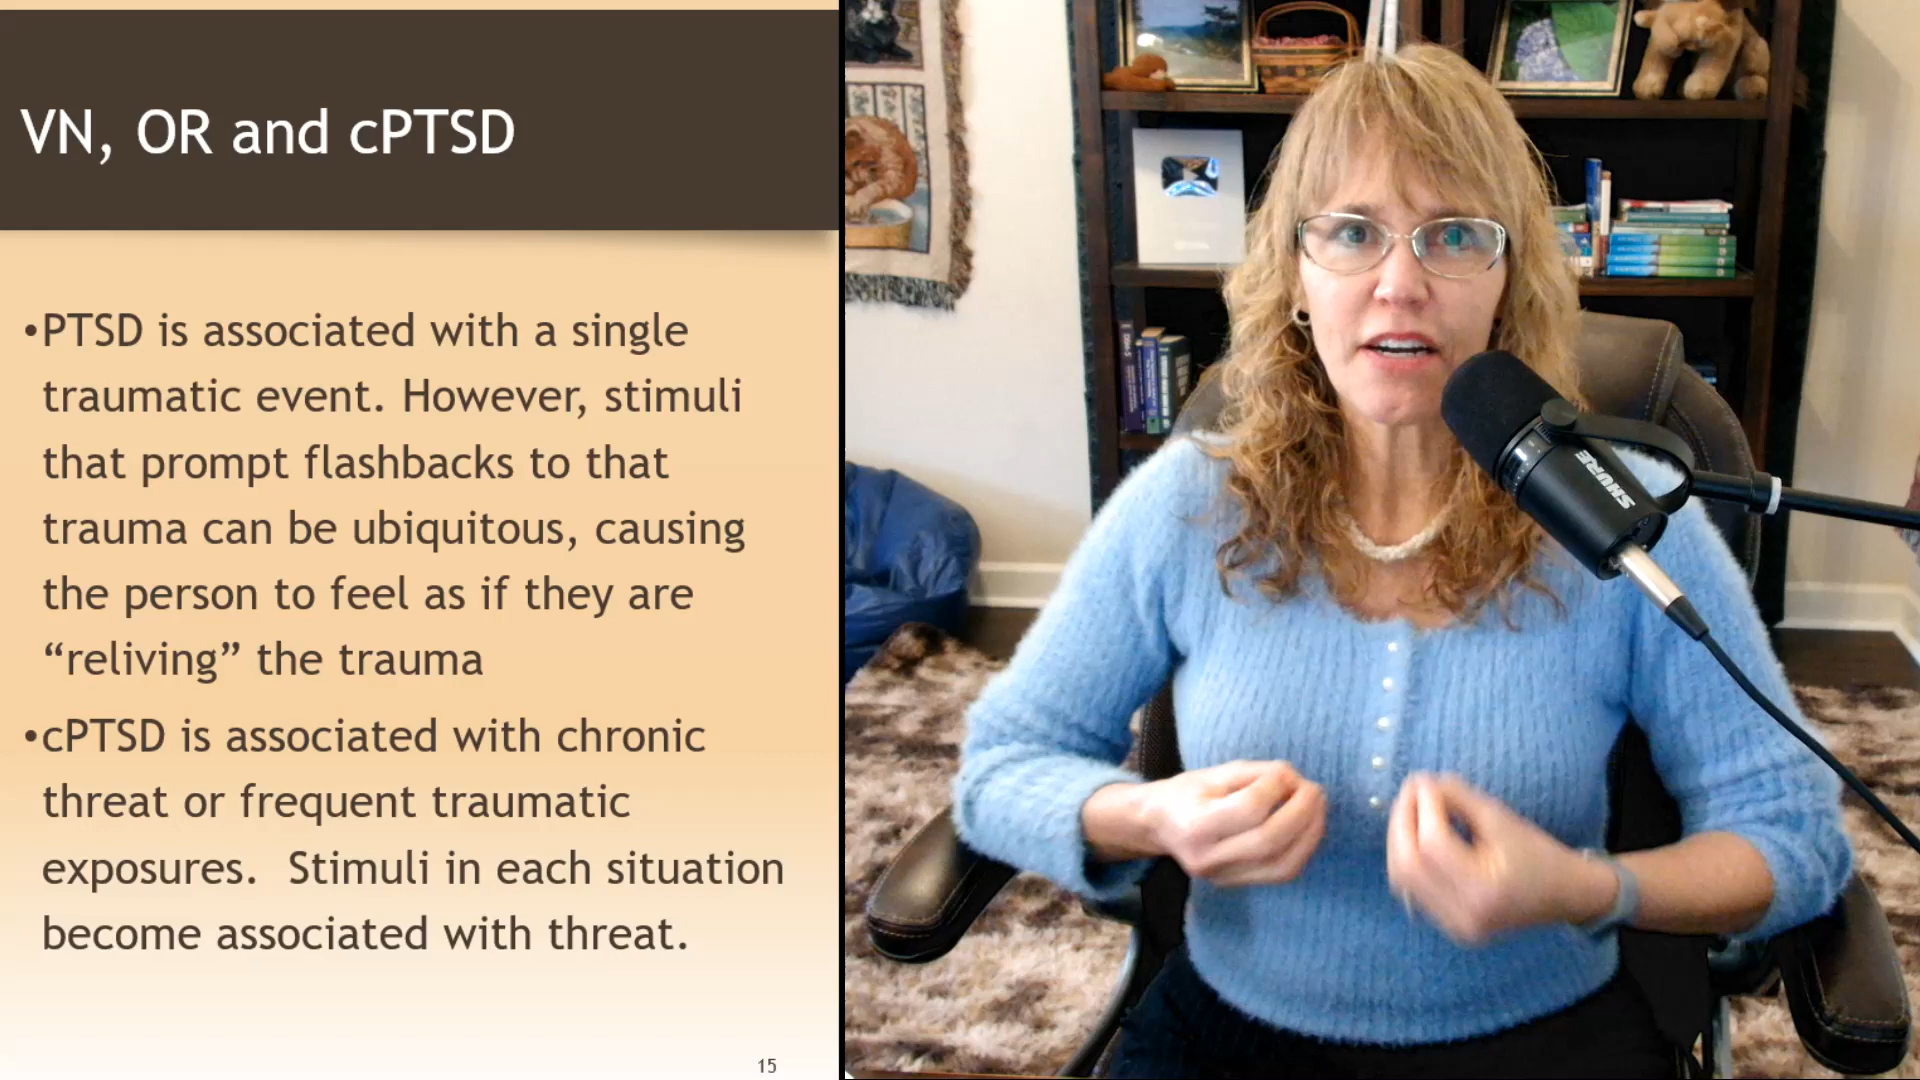 VN, OR and cPTSD
•PTSD is associated with a single
traumatic event. However, stimuli
that prompt flashbacks to that
trauma can be ubiquitous, causing
the person to feel as if they are
“reliving” the trauma
•cPTSD is associated with chronic
threat or frequent traumatic
exposures.  Stimuli in each situation
become associated with threat.
15
SHURE